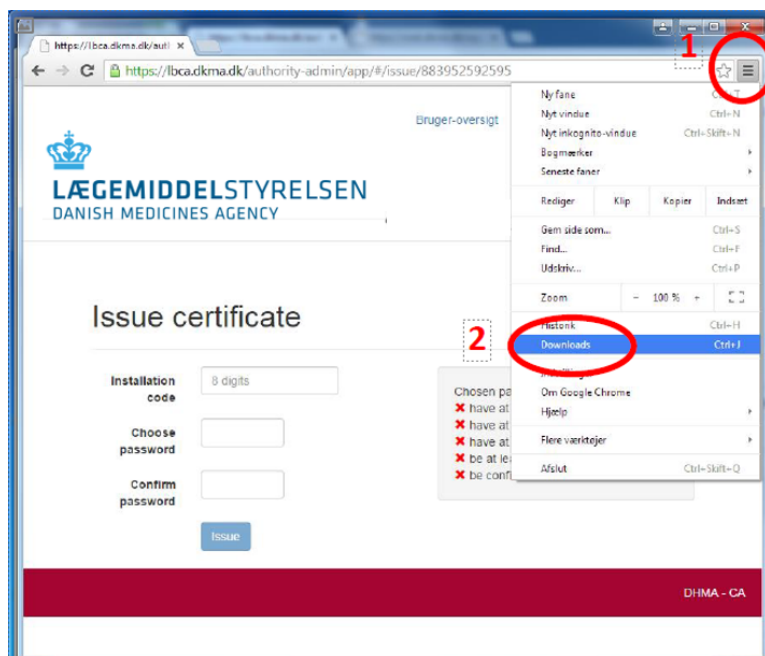 https://lbca.dkma.dk/auth
1
https://lbca.dkma.dk/authority-admin/app/#/issue/883952592595
Bruger-oversigt
LÆGEMIDDELSTYRELSEN
DANISH MEDICINES AGENCY
Ny fane Ctrl+T
Nyt vindue Ctrl+N
Nyt inkognito-vindue Ctrl+Skift+N
Bogmærker
Seneste faner
Rediger Klip Kopier Indsæt
Gem side som... Ctrl+S
Find... Ctrl+F
Udskriv... Ctrl+P
Zoom - 100 % +
Historik Ctrl+H
2
Downloads Ctrl+J
Om Google Chrome
Hjælp
Flere værktøjer
Afslut Ctrl+Skift+Q
Issue certificate
Installation code
8 digits
Choose password
Confirm password
Issue
Chosen pa
have at
have at
have at
be at le
be conf
DHMA - CA